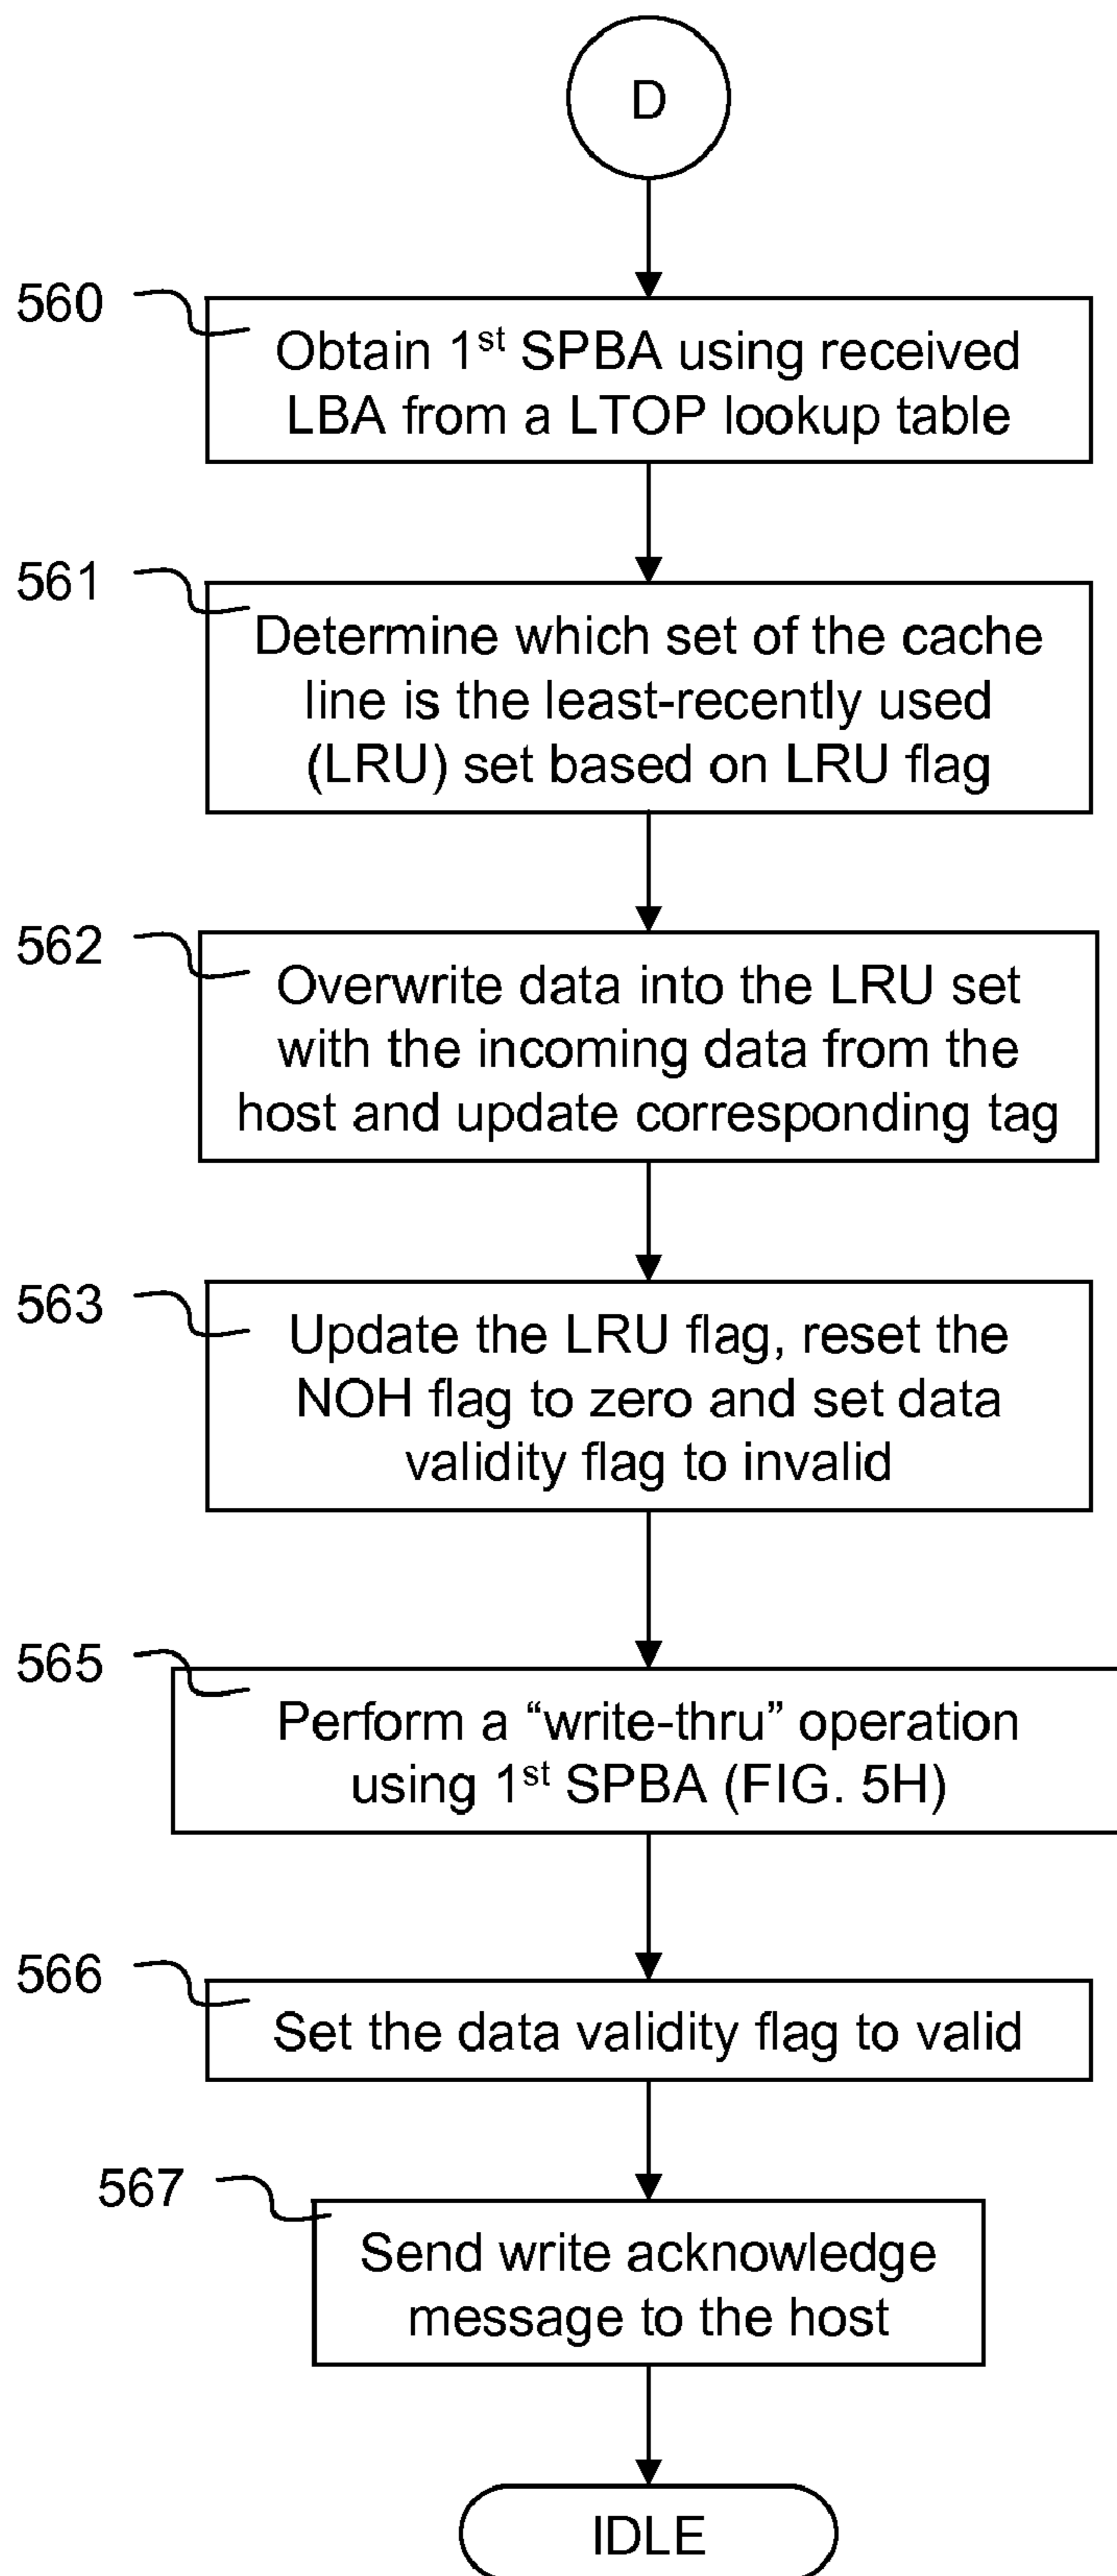 D
560
Obtain 1st SPBA using received
LBA from a LTOP lookup table
561
Determine which set of the cache
line is the least-recently used
(LRU) set based on LRU flag
562
Overwrite data into the LRU set
with the incoming data from the
host and update corresponding tag
563
Update the LRU flag, reset the
NOH flag to zero and set data
validity flag to invalid
565
Perform a “write-thru” operation
using 1st SPBA (FIG. 5H)
566
Set the data validity flag to valid
567
Send write acknowledge
message to the host
IDLE